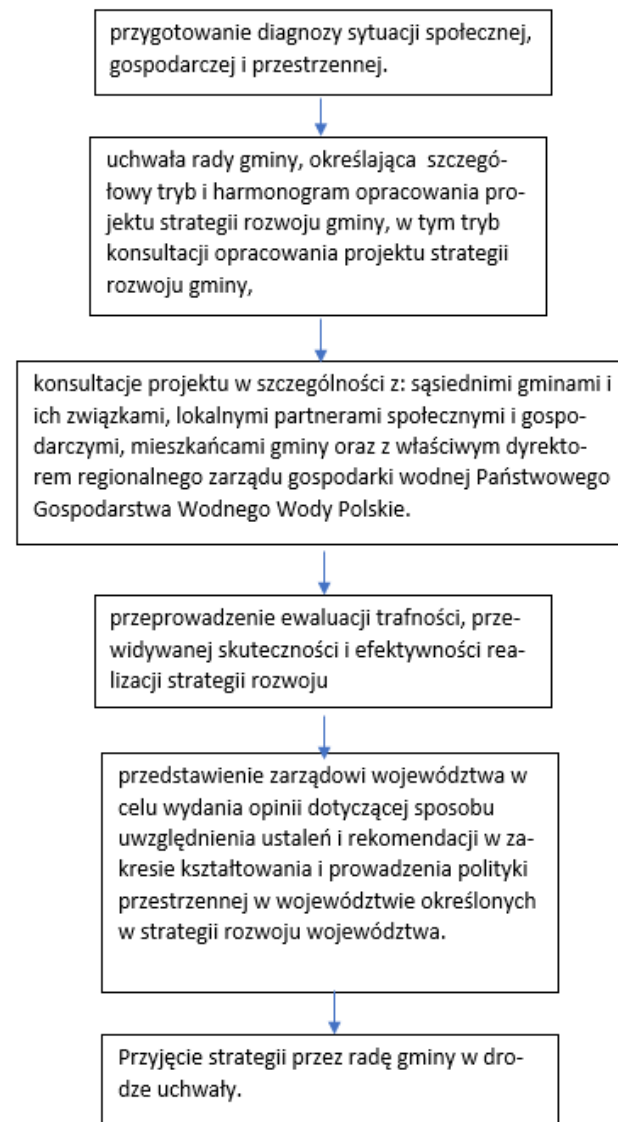 przygotowanie diagnozy sytuacji społecznej,
gospodarczej i przestrzennej.
uchwała rady gminy, określająca szczegó-
łowy tryb i harmonogram opracowania pro-
jektu strategii rozwoju gminy, w tym tryb
konsultacji opracowania projektu strategii
rozwoju gminy,
konsultacje projektu w szczególności z: sąsiednimi gminami i
ich związkami, lokalnymi partnerami społecznymi i gospo-
darczymi, mieszkańcami gminy oraz z właściwym dyrekto-
rem regionalnego zarządu gospodarki wodnej Państwowego
Gospodarstwa Wodnego Wody Polskie.
przeprowadzenie ewaluacji trafności, prze-
widywanej skuteczności i efektywności rea-
lizacji strategii rozwoju
przedstawienie zarządowi województwa w
celu wydania opinii dotyczącej sposobu
uwzględnienia ustaleń i rekomendacji w za-
kresie kształtowania i prowadzenia polityki
przestrzennej w województwie określonych
w strategii rozwoju województwa.
Przyjęcie strategii przez radę gminy w dro-
dze uchwały.